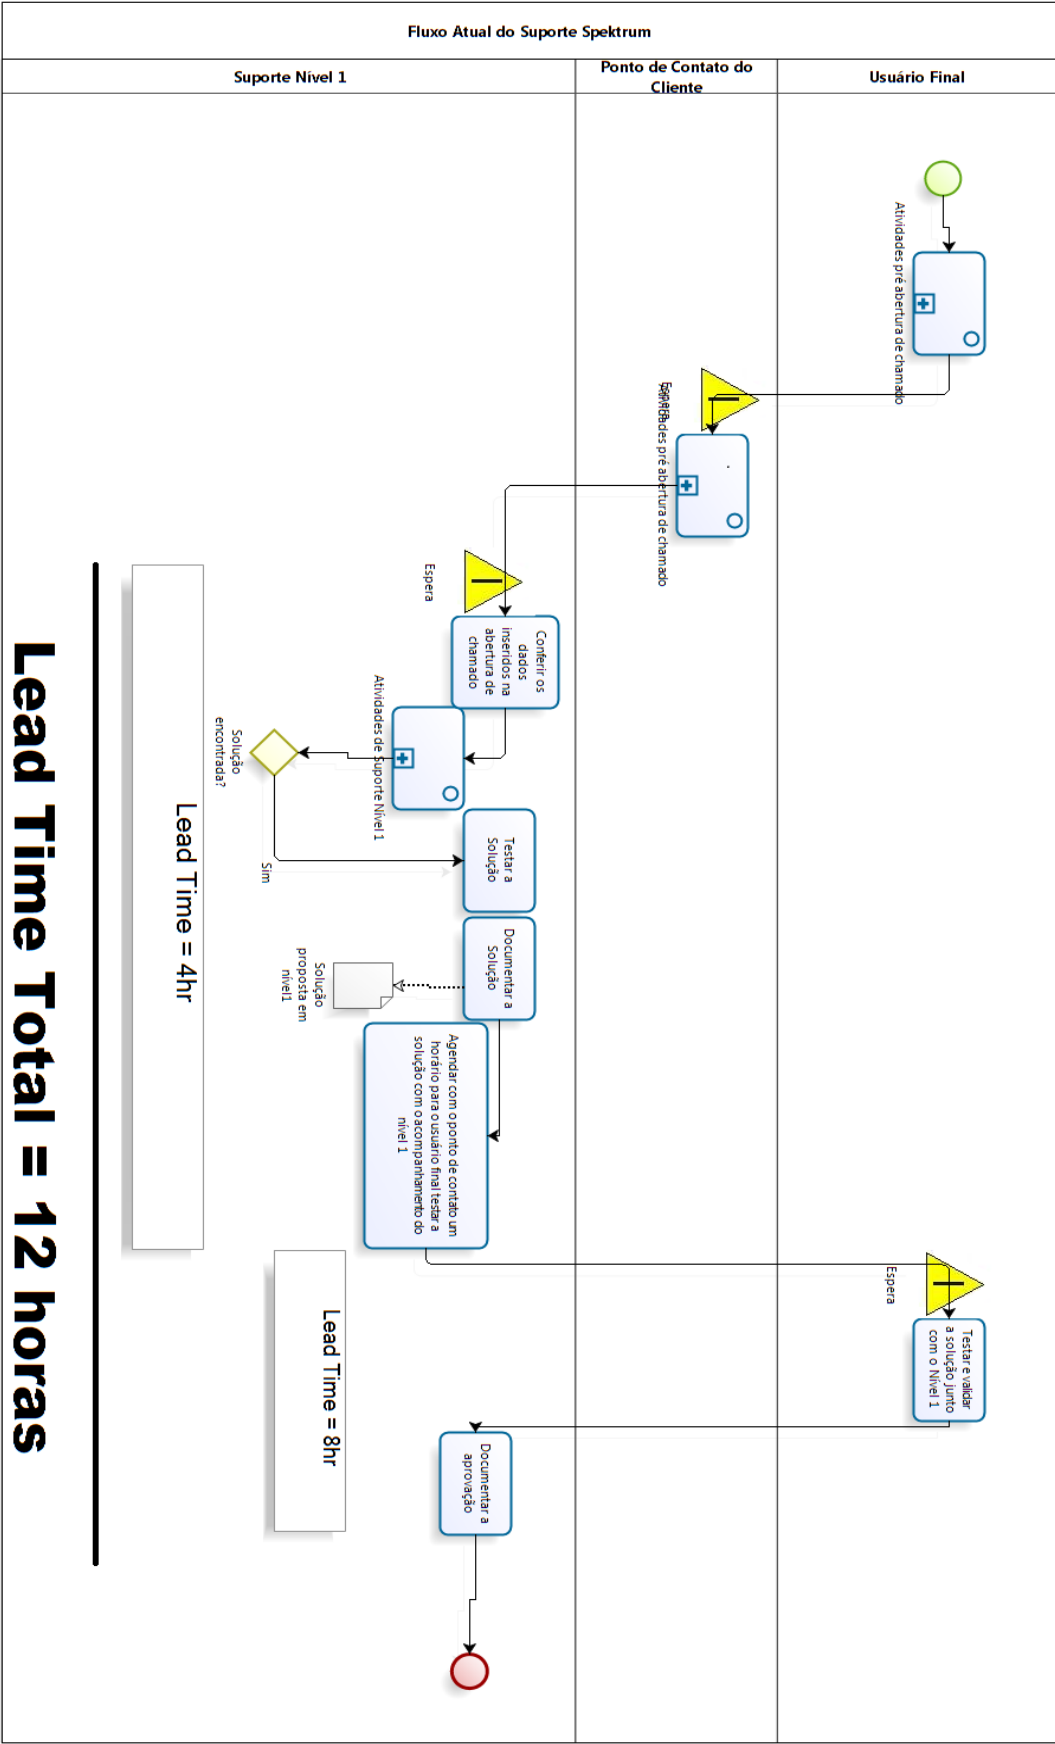 Fluxo Atual do Suporte Spektrum
Suporte Nível 1
Ponto de Contato do
Cliente
Usuário Final
Atividades pré abertura de chamado
Espera
Atividades pré abertura de chamado
Espera
Conferir os
dados
inseridos na
abertura de
chamado
Atividades de Suporte Nível 1
Solução
encontrada?
Sim
Testar a
Solução
Documentar a
Solução
Solução
proposta em
nível1
Agendar com o ponto de contato um
horário para o usuário final testar a
solução com o acompanhamento do
nível 1
Espera
Testar e validar
a solução junto
com o Nível 1
Documentar a
aprovação
Lead Time = 4hr
Lead Time = 8hr
Lead Time Total = 12 horas